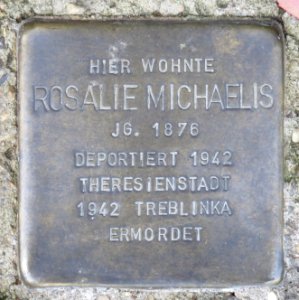 HIER WOHNTE
ROSALIE MICHAELIS
JG. 1876
DEPORTIERT 1942
THERESIENSTADT
1942 TREBLINKA
ERMORDET